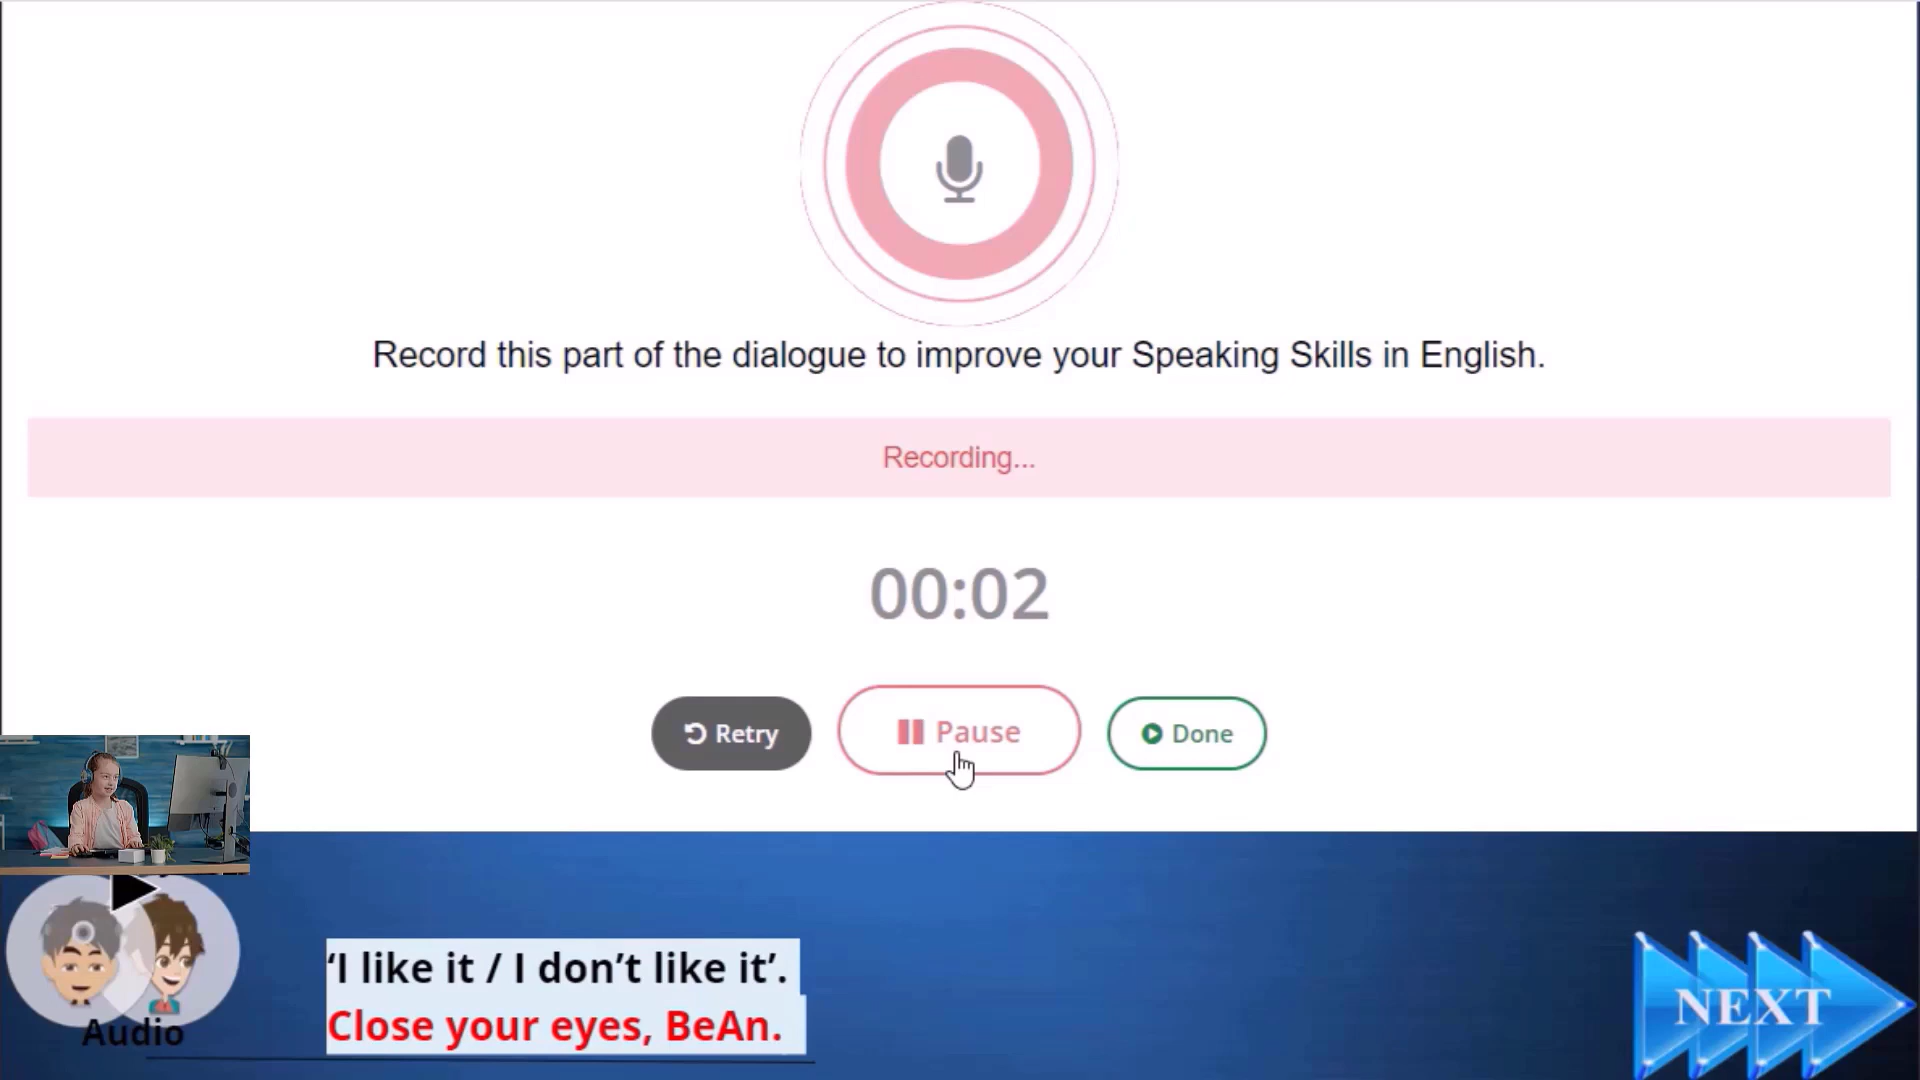 Record this part of the dialogue to improve your Speaking Skills in English.
Recording...
00:02
Retry
Pause
Done
‘I like it / I don’t like it’.
Close your eyes, BeAn.
Audio
NEXT